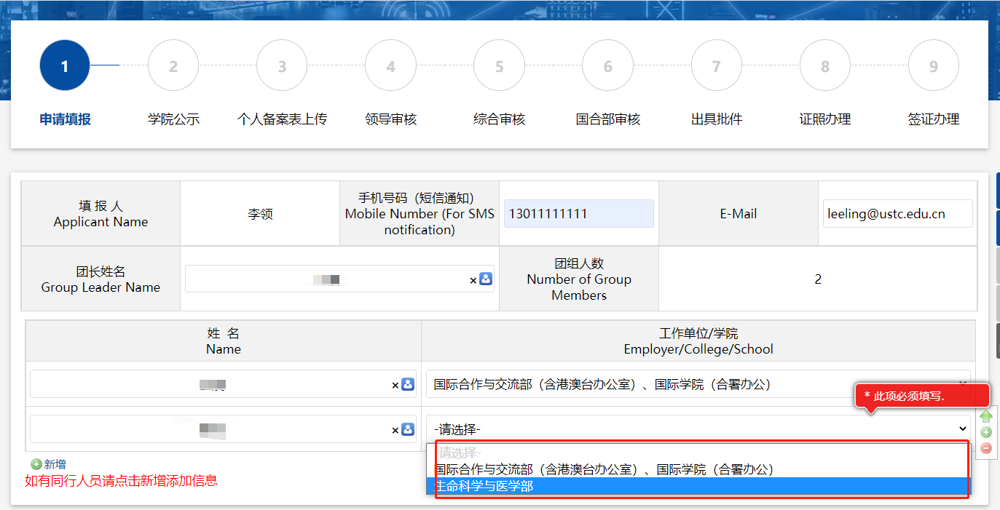 1
2
3
4
5
6
7
8
9
申请填报
学院公示
个人备案表上传
领导审核
综合审核
国合部审核
出具批件
证照办理
签证办理
填 报 人
Applicant Name
李领
手机号码（短信通知）
Mobile Number (For SMS
notification)
13011111111
E-Mail
leeling@ustc.edu.cn
团长姓名
Group Leader Name
团组人数
Number of Group
Members
2
姓 名
Name
工作单位/学院
Employer/College/School
国际合作与交流部（含港澳台办公室）、国际学院（合署办公）
* 此项必须填写.
-请选择-
-请选择-
国际合作与交流部（含港澳台办公室）、国际学院（合署办公）
生命科学与医学部
新增
如有同行人员请点击新增添加信息